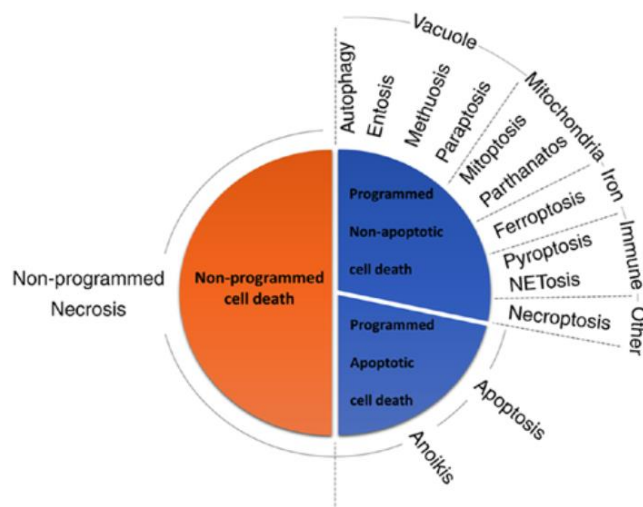 Vacuole
Mitochondria
Iron
Immune
Other
Autophagy
Entosis
Methuosis
Paraptosis
Mitoptosis
Parthanatos
Ferroptosis
Pyroptosis
NETosis
Necroptosis
Apoptosis
Anoikis
Programmed
Non-apoptotic
cell death
Programmed
Apoptotic
cell death
Non-programmed
cell death
Non-programmed
Necrosis